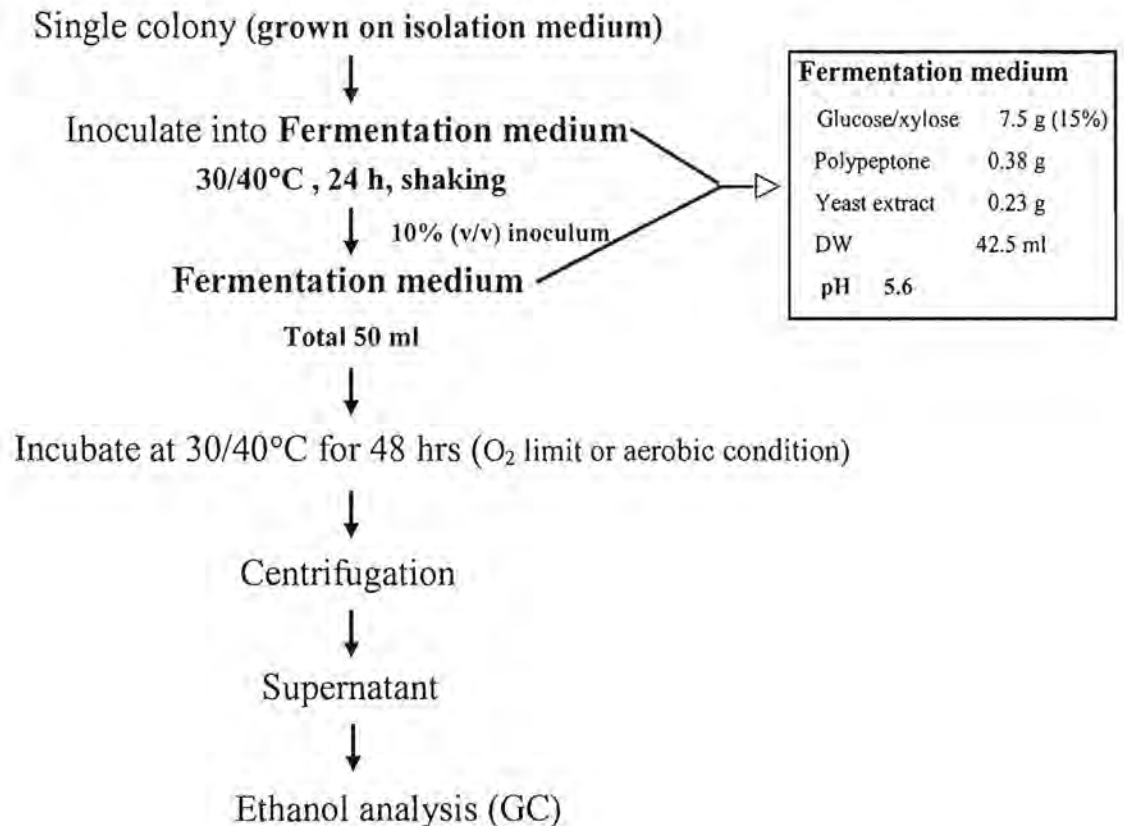 Single colony (grown on isolation medium)
Inoculate into Fermentation medium
30/40°C , 24 h, shaking
10% (v/v) inoculum
Fermentation medium
Total 50 ml
Incubate at 30/40°C for 48 hrs (O₂ limit or aerobic condition)
Centrifugation
Supernatant
Ethanol analysis (GC)
Fermentation medium
Glucose/xylose 7.5 g (15%)
Polypeptone 0.38 g
Yeast extract 0.23 g
DW 42.5 ml
pH 5.6